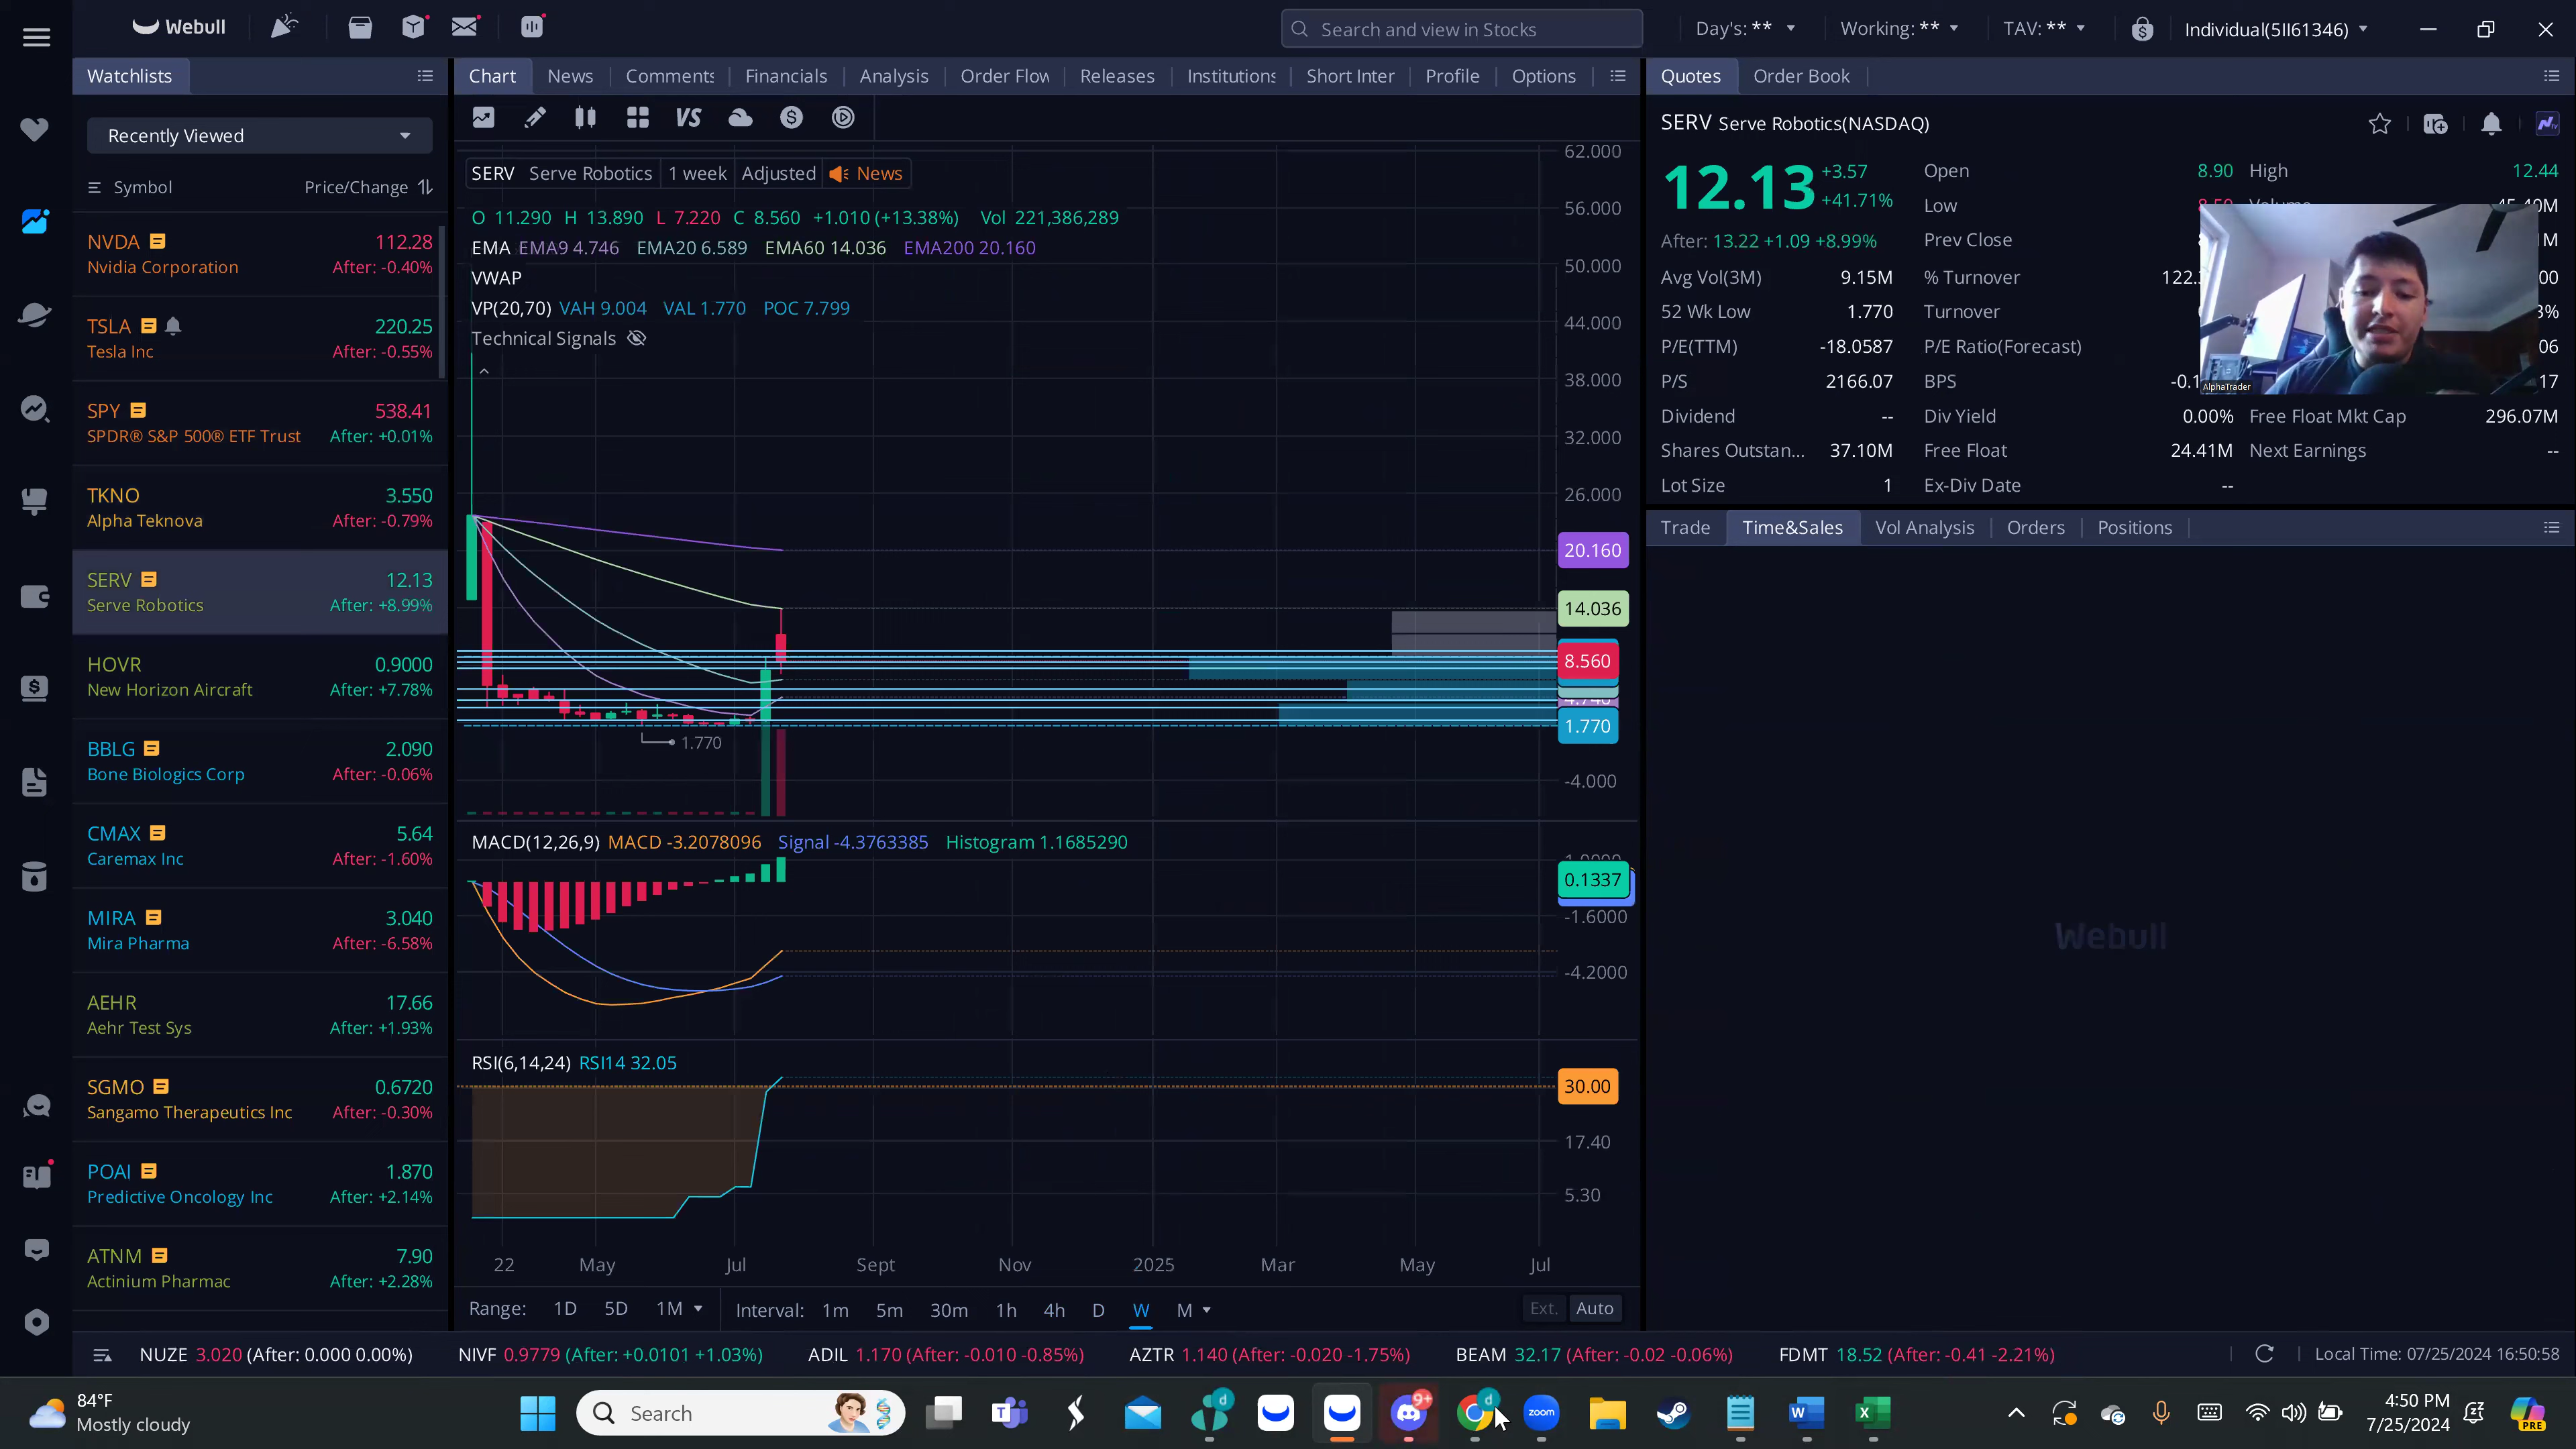 Webull
Search and view in Stocks
Day's: **
Working: **
TAV: **
Individual(5II61346)
Watchlists
Chart
News
Comments
Financials
Analysis
Order Flow
Releases
Institutions
Short Inter
Profile
Options
Quotes
Order Book
Recently Viewed
Symbol
Price/Change
NVDA 112.28
Nvidia Corporation After: -0.40%
TSLA 220.25
Tesla Inc After: -0.55%
SPY 538.41
SPDR® S&P 500® ETF Trust After: +0.01%
TKNO 3.550
Alpha Teknova After: -0.79%
SERV 12.13
Serve Robotics After: +8.99%
HOVR 0.9000
New Horizon Aircraft After: +7.78%
BBLG 2.090
Bone Biologics Corp After: -0.06%
CMAX 5.64
Caremax Inc After: -1.60%
MIRA 3.040
Mira Pharma After: -6.58%
AEHR 17.66
Aehr Test Sys After: +1.93%
SGMO 0.6720
Sangamo Therapeutics Inc After: -0.30%
POAI 1.870
Predictive Oncology Inc After: +2.14%
ATNM 7.90
Actinium Pharmac After: +2.28%
VS
SERV Serve Robotics 1 week Adjusted News
O 11.290 H 13.890 L 7.220 C 8.560 +1.010 (+13.38%) Vol 221,386,289
EMA EMA9 4.746 EMA20 6.589 EMA60 14.036 EMA200 20.160
VWAP
VP(20,70) VAH 9.004 VAL 1.770 POC 7.799
Technical Signals
62.000
56.000
50.000
44.000
38.000
32.000
26.000
20.160
14.036
8.560
1.770
1.770
-4.000
MACD(12,26,9) MACD -3.2078096 Signal -4.3763385 Histogram 1.1685290
0.1337
-1.6000
-4.2000
RSI(6,14,24) RSI14 32.05
30.00
17.40
5.30
22 May Jul Sept Nov 2025 Mar May Jul
Range: 1D 5D 1M Interval: 1m 5m 30m 1h 4h D W M Ext. Auto
SERV Serve Robotics(NASDAQ)
12.13 +3.57
+41.71%
After: 13.22 +1.09 +8.99%
Open 8.90 High 12.44
Low
Prev Close
Avg Vol(3M) 9.15M % Turnover
52 Wk Low 1.770 Turnover
P/E(TTM) -18.0587 P/E Ratio(Forecast)
P/S 2166.07 BPS
AlphaTrader
Dividend -- Div Yield 0.00% Free Float Mkt Cap 296.07M
Shares Outstan... 37.10M Free Float 24.41M Next Earnings --
Lot Size 1 Ex-Div Date --
Trade
Time&Sales
Vol Analysis
Orders
Positions
Webull
NUZE 3.020 (After: 0.000 0.00%) NIVF 0.9779 (After: +0.0101 +1.03%) ADIL 1.170 (After: -0.010 -0.85%) AZTR 1.140 (After: -0.020 -1.75%) BEAM 32.17 (After: -0.02 -0.06%) FDMT 18.52 (After: -0.41 -2.21%) Local Time: 07/25/2024 16:50:58
84°F
Mostly cloudy
Search
d
9+
d
zoom
4:50 PM
7/25/2024
PRE